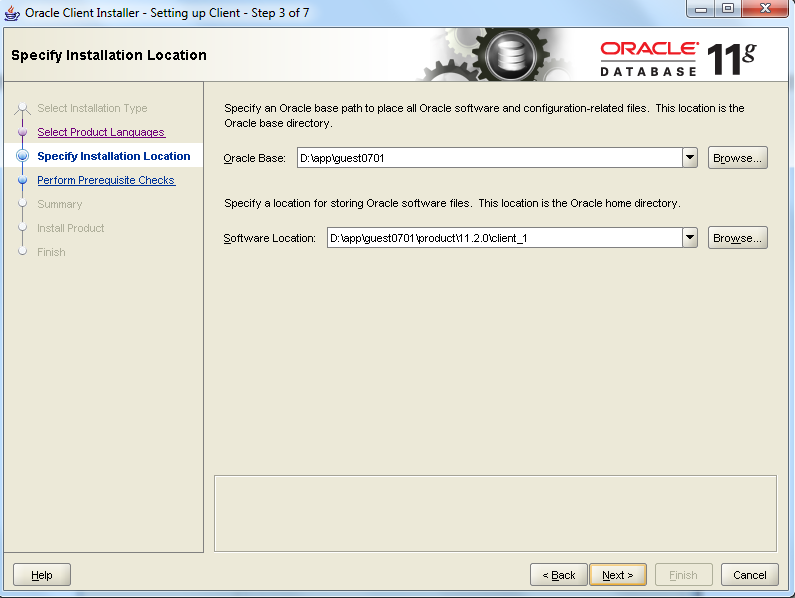 Oracle Client Installer - Setting up Client - Step 3 of 7
Specify Installation Location
ORACLE
DATABASE
11g
Select Installation Type
Select Product Languages
Specify Installation Location
Perform Prerequisite Checks
Summary
Install Product
Finish
Specify an Oracle base path to place all Oracle software and configuration-related files. This location is the
Oracle base directory.
Oracle Base: D:\app\guest0701 Browse...
Specify a location for storing Oracle software files. This location is the Oracle home directory.
Software Location: D:\app\guest0701\product\11.2.0\client_1 Browse...
Help < Back Next > Finish Cancel